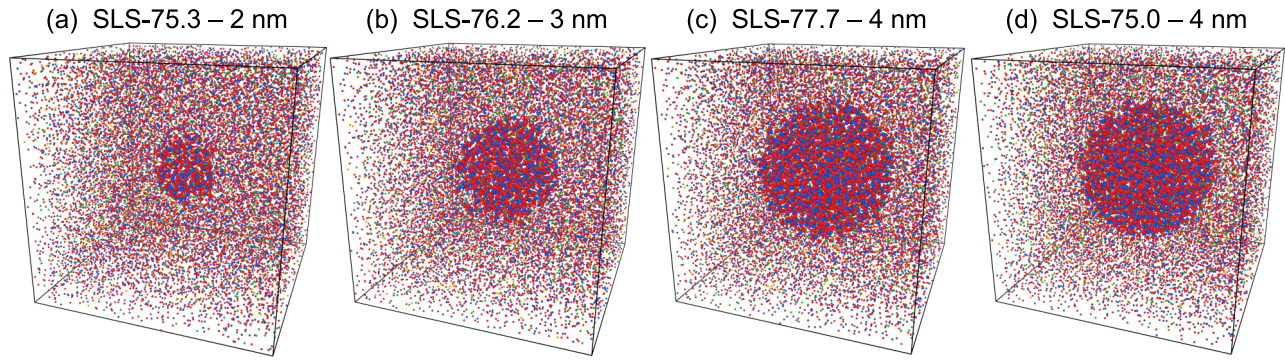 (a) SLS-75.3 – 2 nm
(b) SLS-76.2 – 3 nm
(c) SLS-77.7 – 4 nm
(d) SLS-75.0 – 4 nm